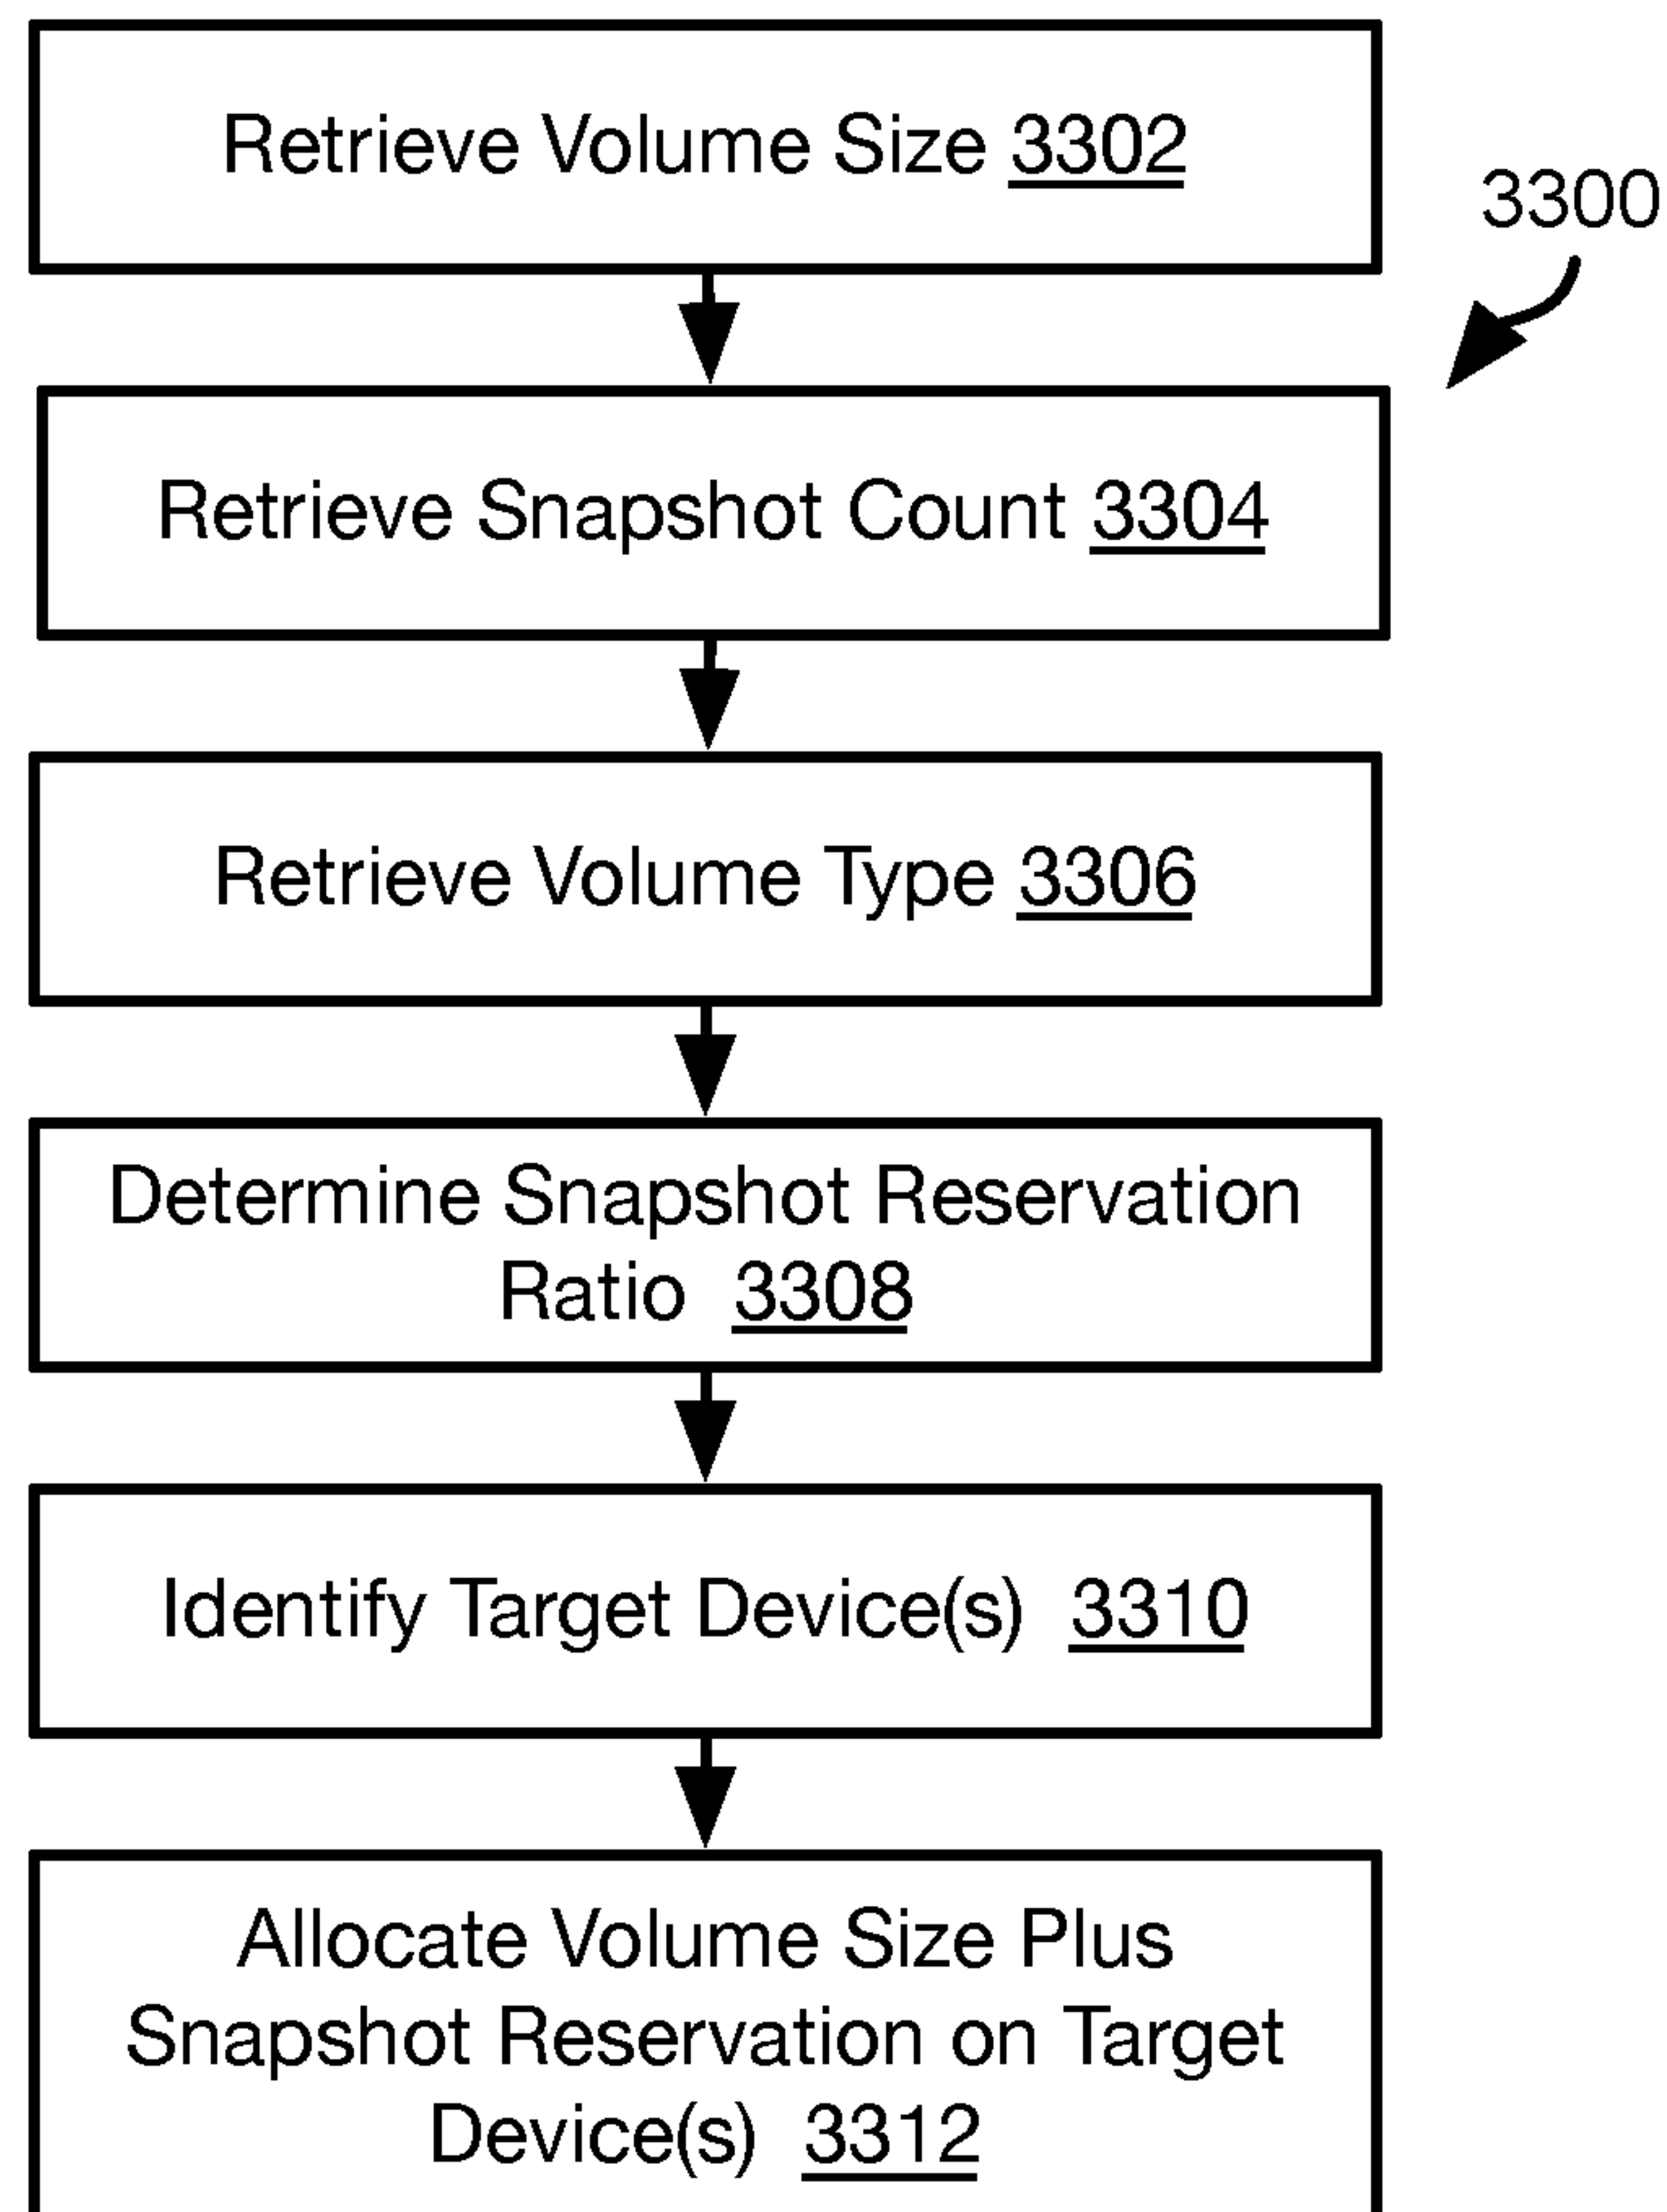 Retrieve Volume Size 3302
3300
Retrieve Snapshot Count 3304
Retrieve Volume Type 3306
Determine Snapshot Reservation
Ratio 3308
Identify Target Device(s) 3310
Allocate Volume Size Plus
Snapshot Reservation on Target
Device(s) 3312